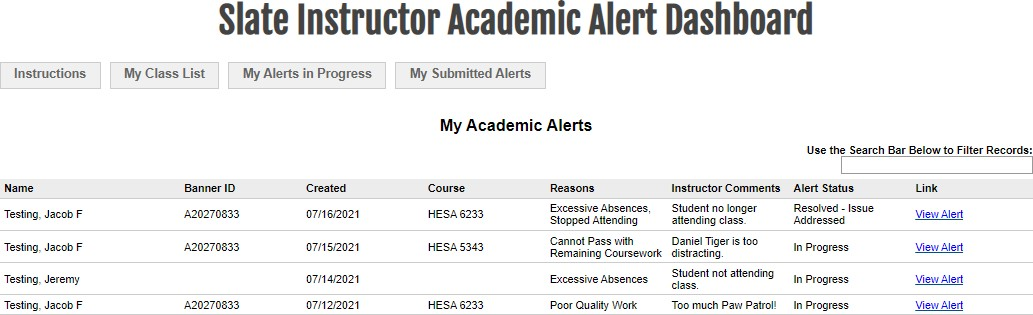 Slate Instructor Academic Alert Dashboard
Instructions My Class List My Alerts in Progress My Submitted Alerts
My Academic Alerts
Use the Search Bar Below to Filter Records:
Name Banner ID Created Course Reasons Instructor Comments Alert Status Link
Testing, Jacob F A20270833 07/16/2021 HESA 6233 Excessive Absences, Student no longer Resolved - Issue View Alert
Stopped Attending attending class. Addressed
Testing, Jacob F A20270833 07/15/2021 HESA 5343 Cannot Pass with Daniel Tiger is too In Progress View Alert
Remaining Coursework distracting.
Testing, Jeremy 07/14/2021 Excessive Absences Student not attending In Progress View Alert
class.
Testing, Jacob F A20270833 07/12/2021 HESA 6233 Poor Quality Work Too much Paw Patrol! In Progress View Alert